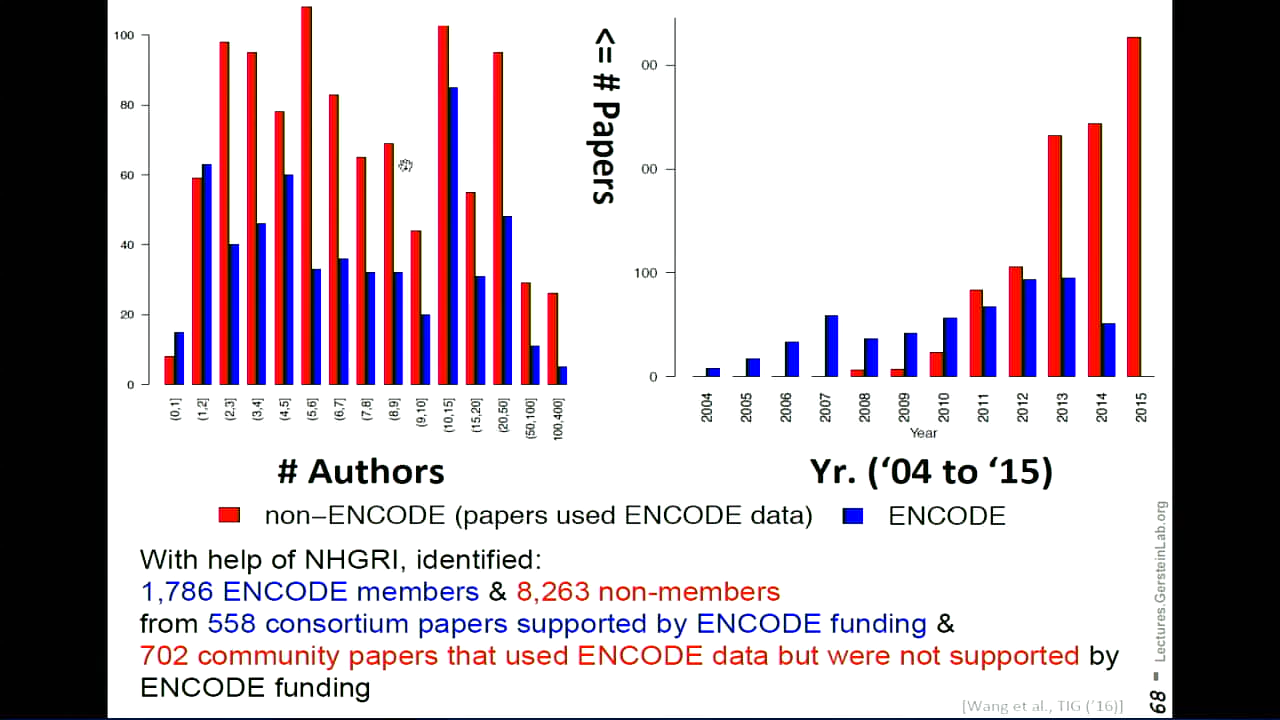 100
80
60
40
20
0
(0,1]
(1,2]
(2,3]
(3,4]
(4,5]
(5,6]
(6,7]
(7,8]
(8,9]
(9,10]
(10,15]
(15,20]
(20,50]
(50,100]
100,400]
# Authors
<= # Papers
00
00
100
0
2004
2005
2006
2007
2008
2009
2010
2011
2012
2013
2014
2015
Year
Yr. (‘04 to ‘15)
non–ENCODE (papers used ENCODE data)
ENCODE
With help of NHGRI, identified:
1,786 ENCODE members & 8,263 non-members
from 558 consortium papers supported by ENCODE funding &
702 community papers that used ENCODE data but were not supported by
ENCODE funding
[Wang et al., TIG (’16)]
68 - Lectures.GersteinLab.org